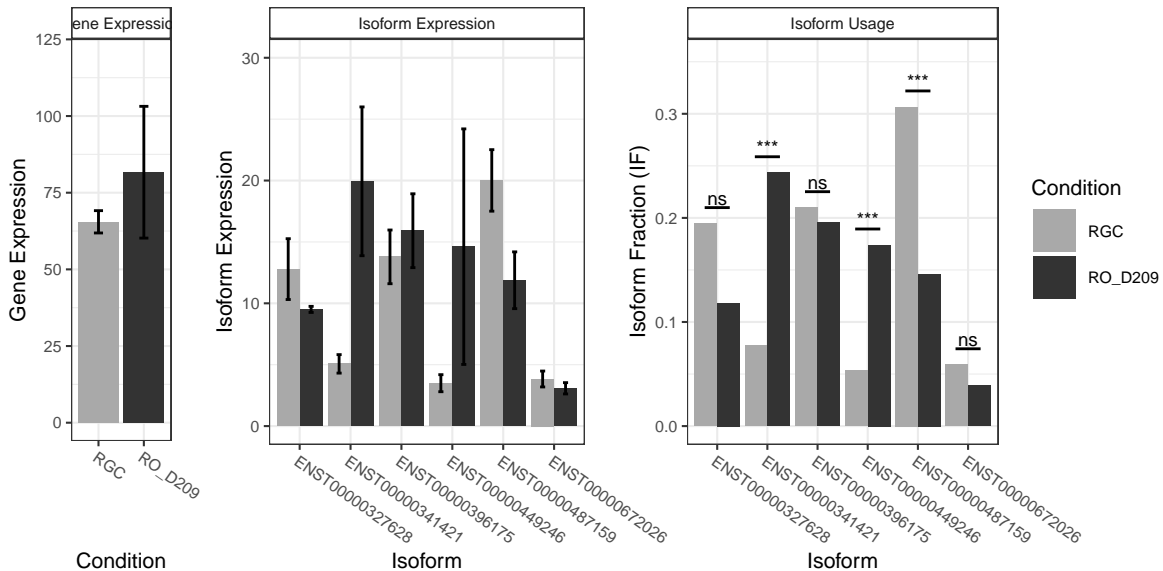 ene Expressio
Isoform Expression
Isoform Usage
Gene Expression
125
100
75
50
25
0
RGC
RO_D209
Condition
Isoform Expression
30
20
10
0
ENST00000327628
ENST00000341421
ENST00000396175
ENST00000449246
ENST00000487159
ENST00000672026
Isoform
Isoform Fraction (IF)
0.3
0.2
0.1
0.0
ns
***
ns
***
***
ns
ENST00000327628
ENST00000341421
ENST00000396175
ENST00000449246
ENST00000487159
ENST00000672026
Isoform
Condition
RGC
RO_D209